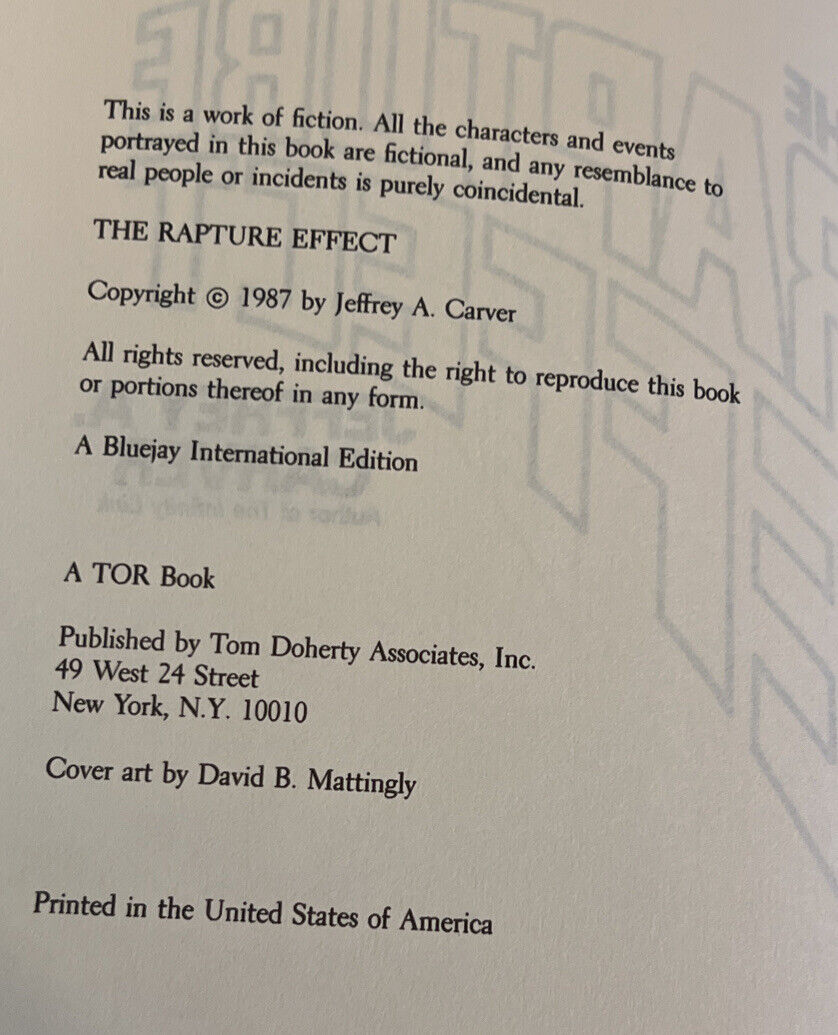 This is a work of fiction. All the characters and events
portrayed in this book are fictional, and any resemblance to
real people or incidents is purely coincidental.
THE RAPTURE EFFECT
Copyright © 1987 by Jeffrey A. Carver
All rights reserved, including the right to reproduce this book
or portions thereof in any form.
A Bluejay International Edition
A TOR Book
Published by Tom Doherty Associates, Inc.
49 West 24 Street
New York, N.Y. 10010
Cover art by David B. Mattingly
Printed in the United States of America